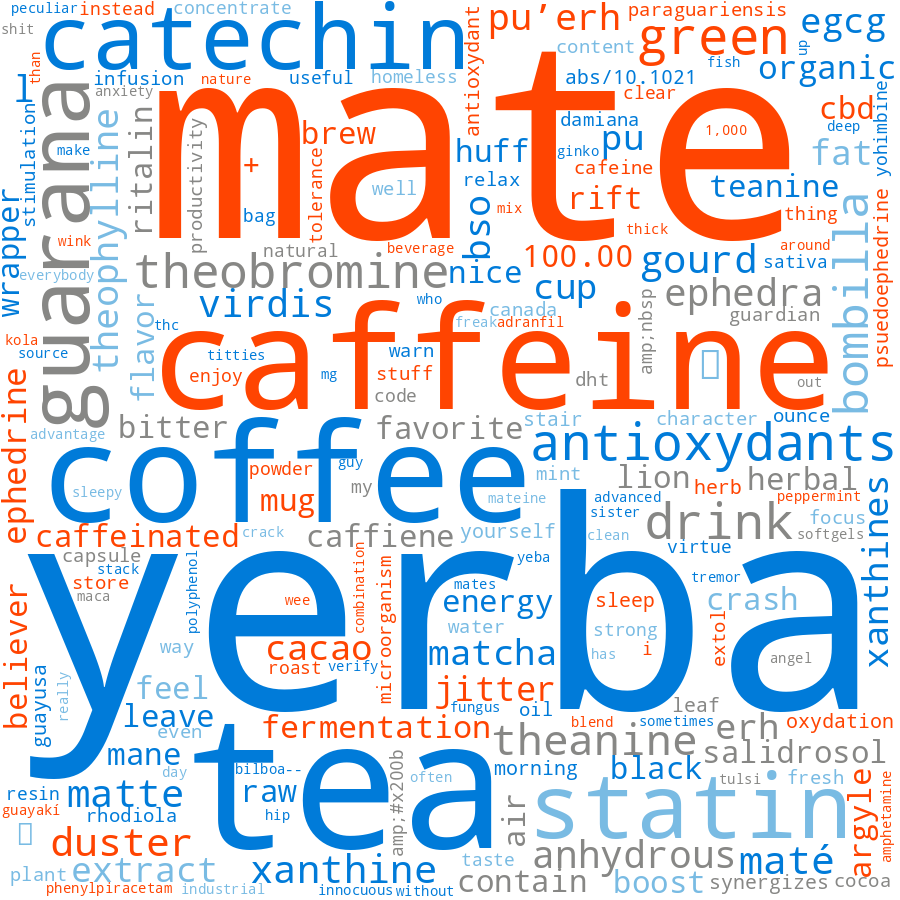 peculiar
instead
catechin
concentrate
shit
antioxydant
pu’erh
paraguariensis
egcg
green
content
up
fish
organic
than
l
infusion
nature
useful
homeless
abs/10.1021
clear
cbd
anxiety
mate
guarana
stimulation
theophylline
ritalin
productivity
brew
+
tolerance
well
huff
damiana
pu
ginko
1,000
deep
yohimbine
fat
make
cafeine
relax
bso
rift
teanine
mix
bag
thing
thick
wrapper
wink
natural
beverage
100.00
gourd
around
sativa
psuedoephedrine
bombilla
everybody
theobromine
nice
cup
ephedra
who
virdis
flavor
thc
canada
freak
adranfil
amp;nbsp
guardian
kola
source
titties
warn
caffeine
enjoy
mg
stuff
dht
out
code
ephedrine
advantage
bitter
favorite
stair
character
ounce
antioxydants
coffee
powder
guy
my
mint
lion
herb
herbal
sleepy
mug
mateine
advanced
peppermint
sister
drink
focus
caffeinated
crack
caffiene
yourself
clean
softgels
xanthines
capsule
virtue
yeba
stack
store
maca
polyphenol
combination
mates
tremor
yerba
believer
wee
energy
sleep
crash
water
strong
extol
way
cacao
roast
verify
microorganism
matcha
has
i
angel
guayusa
really
feel
jitter
leaf
leave
even
fungus
oil
blend
sometimes
oxydation
fermentation
theanine
erh
salidrosol
mane
day
tea
bilboa--
amp;#x200b
often
morning
black
tulsi
fresh
resin
matte
raw
guayakí
rhodiola
hip
air
statin
argyle
amphetamine
duster
plant
extract
xanthine
taste
anhydrous
maté
phenylpiracetam
industrial
innocuous
without
contain
boost
synergizes
cocoa